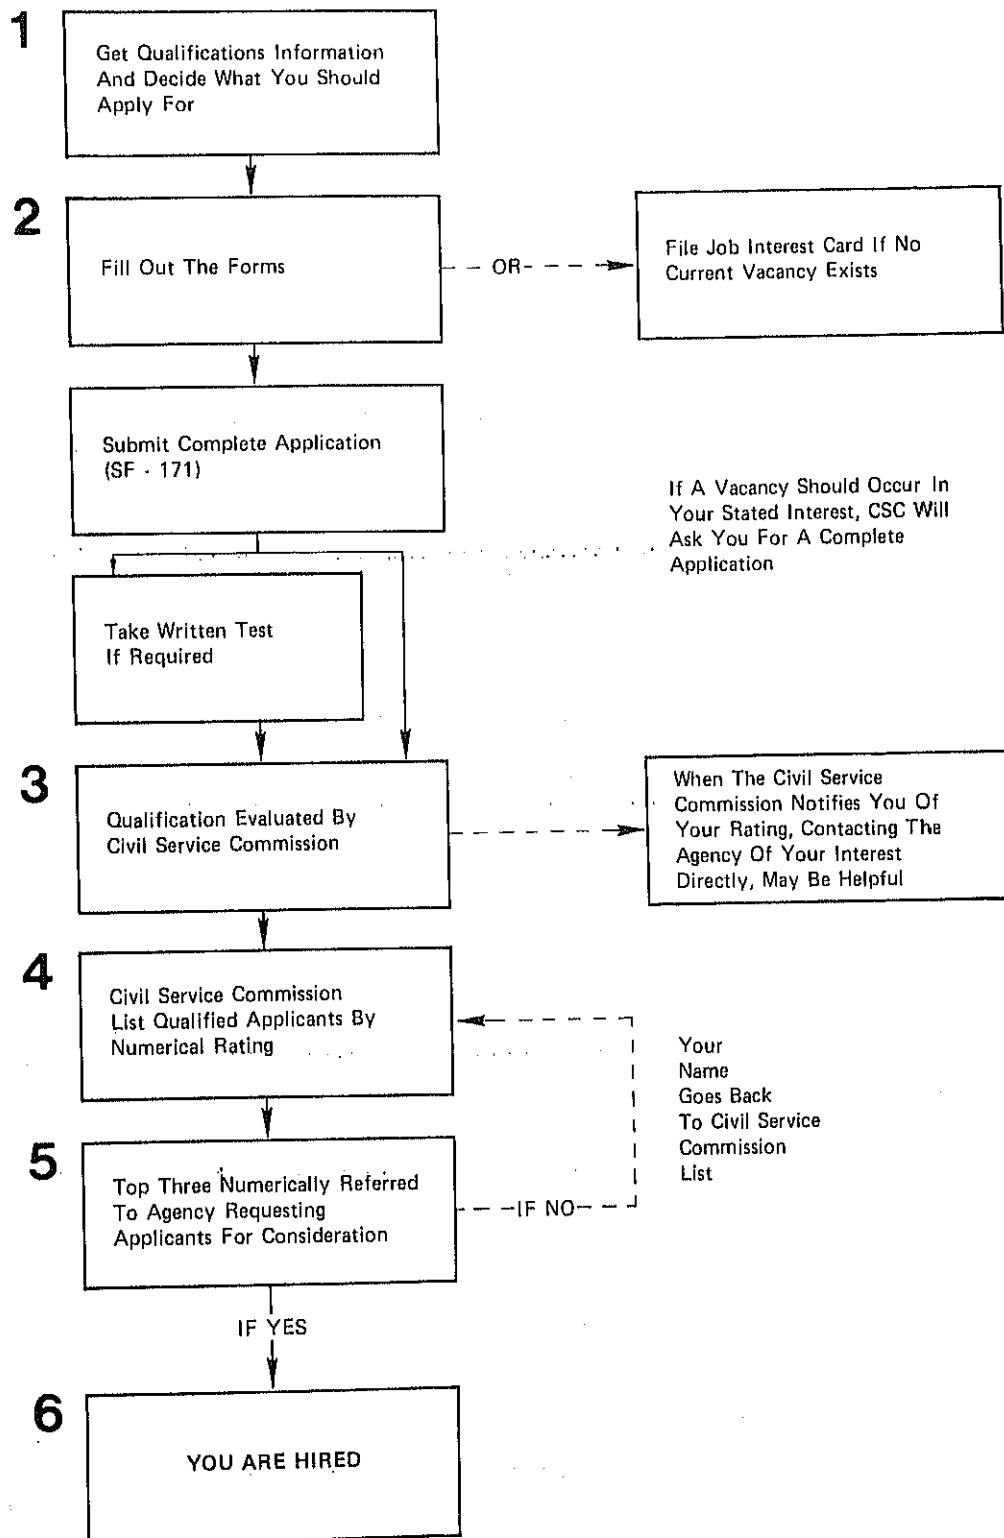 1
Get Qualifications Information
And Decide What You Should
Apply For
2
Fill Out The Forms
OR
File Job Interest Card If No
Current Vacancy Exists
Submit Complete Application
(SF - 171)
If A Vacancy Should Occur In
Your Stated Interest, CSC Will
Ask You For A Complete
Application
Take Written Test
If Required
3
Qualification Evaluated By
Civil Service Commission
When The Civil Service
Commission Notifies You Of
Your Rating, Contacting The
Agency Of Your Interest
Directly, May Be Helpful
4
Civil Service Commission
List Qualified Applicants By
Numerical Rating
Your
Name
Goes Back
To Civil Service
Commission
List
5
Top Three Numerically Referred
To Agency Requesting
Applicants For Consideration
IF NO
IF YES
6
YOU ARE HIRED